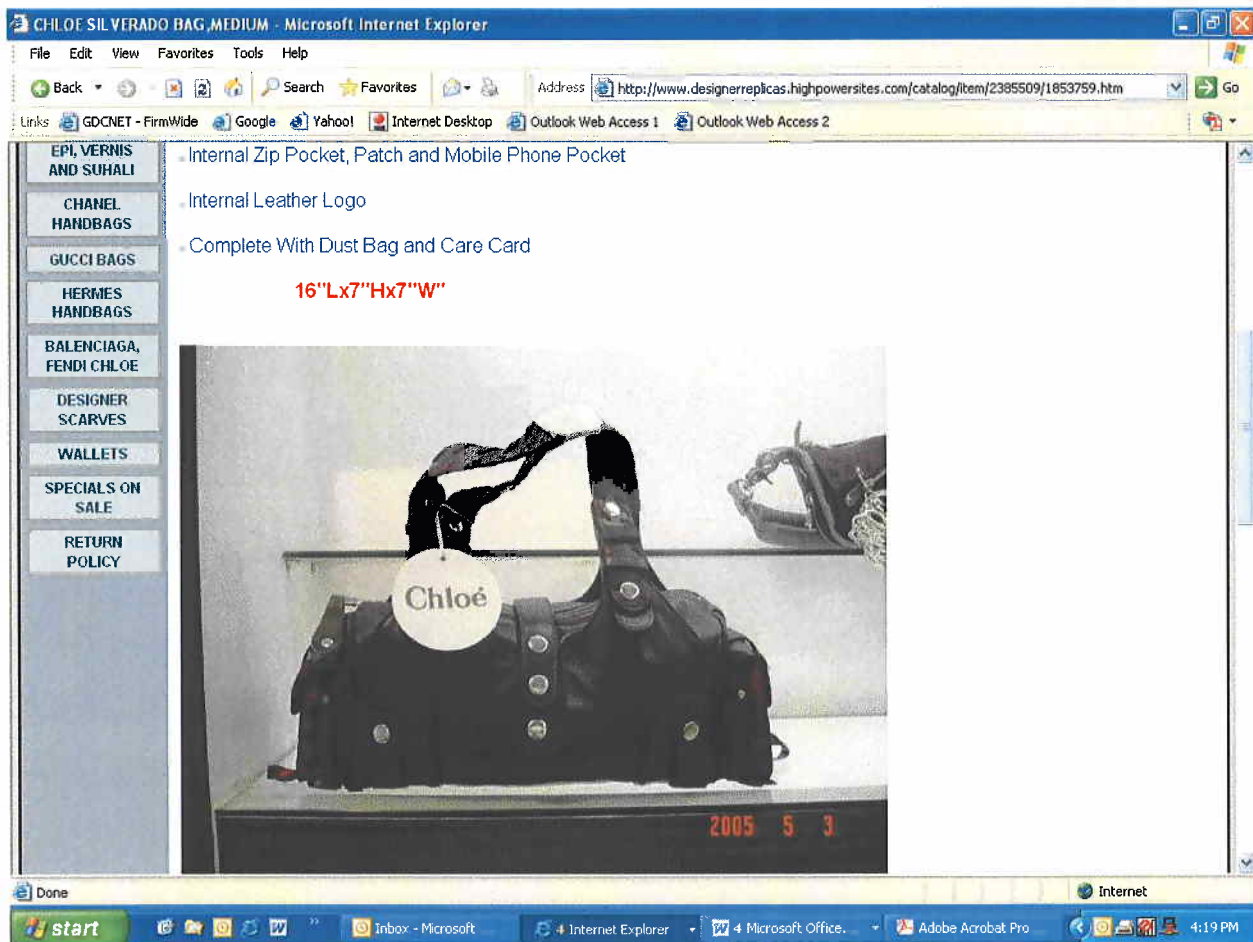 CHLOE SILVERADO BAG,MEDIUM - Microsoft Internet Explorer
File Edit View Favorites Tools Help
Back Search Favorites Address http://www.designerreplicas.highpowersites.com/catalog/item/2385509/1853759.htm Go
Links GDCNET - FirmWide Google Yahoo! Internet Desktop Outlook Web Access 1 Outlook Web Access 2
EPI, VERNIS
AND SUHALI
CHANEL
HANDBAGS
GUCCI BAGS
HERMES
HANDBAGS
BALENCIAGA,
FENDI CHLOE
DESIGNER
SCARVES
WALLETS
SPECIALS ON
SALE
RETURN
POLICY
Internal Zip Pocket, Patch and Mobile Phone Pocket
Internal Leather Logo
Complete With Dust Bag and Care Card
16"Lx7"Hx7"W"
Chloé
2005 5 3
Done Internet
start Inbox - Microsoft 4 Internet Explorer 4 Microsoft Office. Adobe Acrobat Pro 4:19 PM